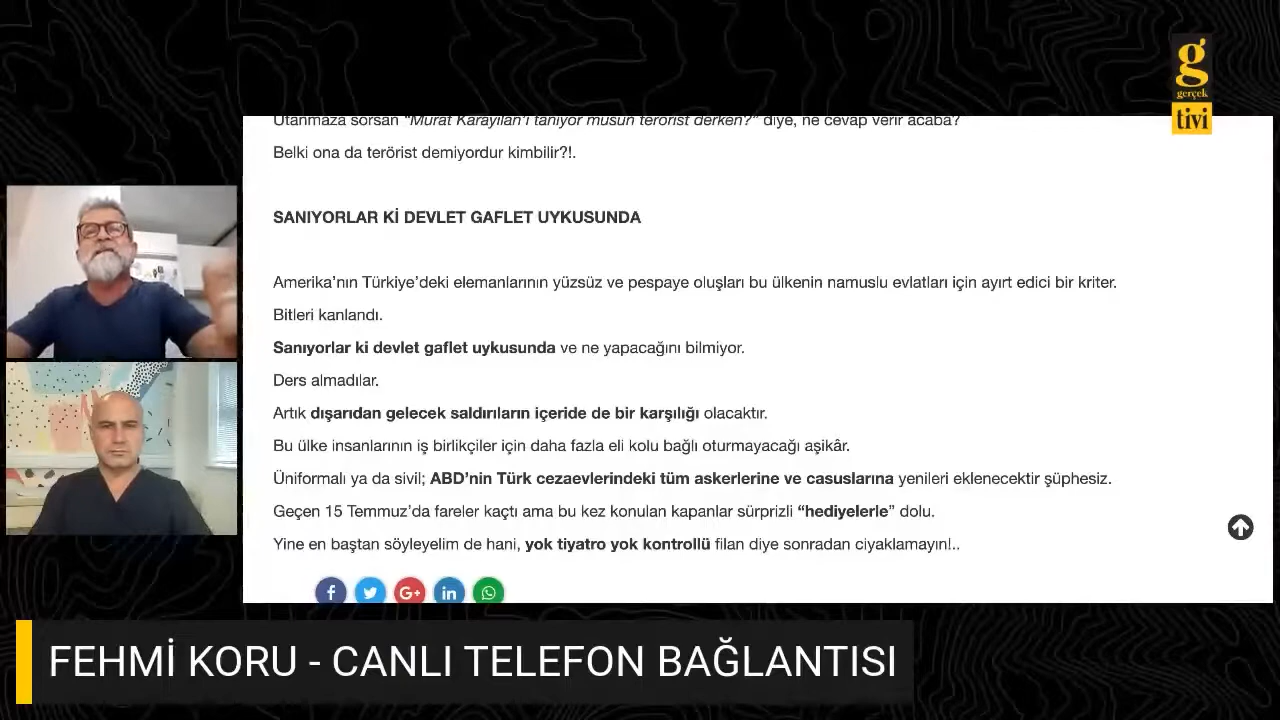 g
gerçek
tivi
Utanmaza sorsan “Murat Karayılan’ı tanıyor musun terörist derken?” diye, ne cevap verir acaba?
Belki ona da terörist demiyordur kimbilir?!.
SANIYORLAR Kİ DEVLET GAFLET UYKUSUNDA
Amerika’nın Türkiye’deki elemanlarının yüzsüz ve pespaye oluşları bu ülkenin namuslu evlatları için ayırt edici bir kriter.
Bitleri kanlandı.
Sanıyorlar ki devlet gaflet uykusunda ve ne yapacağını bilmiyor.
Ders almadılar.
Artık dışarıdan gelecek saldırıların içeride de bir karşılığı olacaktır.
Bu ülke insanlarının iş birlikçiler için daha fazla eli kolu bağlı oturmayacağı aşikâr.
Üniformalı ya da sivil; ABD’nin Türk cezaevlerindeki tüm askerlerine ve casuslarına yenileri eklenecektir şüphesiz.
Geçen 15 Temmuz’da fareler kaçtı ama bu kez konulan kapanlar sürprizli “hediyelerle” dolu.
Yine en baştan söyleyelim de hani, yok tiyatro yok kontrollü filan diye sonradan ciyaklamayın!..
FEHMİ KORU - CANLI TELEFON BAĞLANTISI